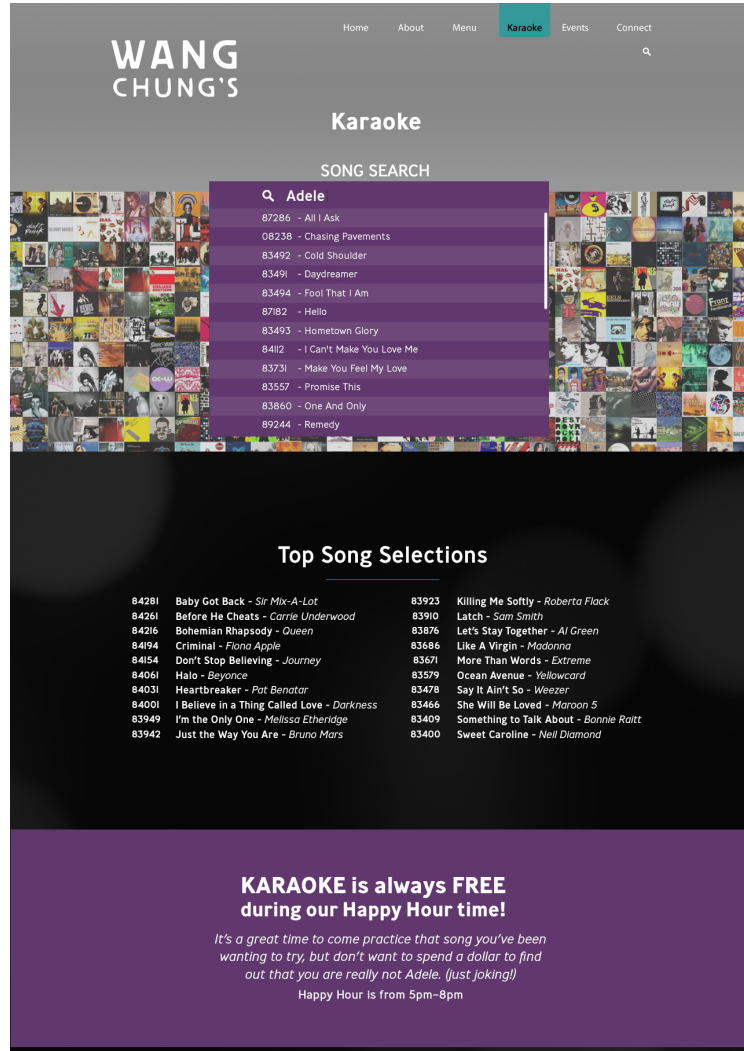 Home About Menu Karaoke Events Connect
WANG
CHUNG'S
Karaoke
SONG SEARCH
Adele
87286 - All I Ask
08238 - Chasing Pavements
83492 - Cold Shoulder
83491 - Daydreamer
83494 - Fool That I Am
87182 - Hello
83493 - Hometown Glory
84112 - I Can't Make You Love Me
83731 - Make You Feel My Love
83557 - Promise This
83860 - One And Only
89244 - Remedy
Top Song Selections
84281 Baby Got Back - Sir Mix-A-Lot
84261 Before He Cheats - Carrie Underwood
84216 Bohemian Rhapsody - Queen
84194 Criminal - Fiona Apple
84154 Don't Stop Believing - Journey
84061 Halo - Beyonce
84031 Heartbreaker - Pat Benatar
84001 I Believe in a Thing Called Love - Darkness
83949 I'm the Only One - Melissa Etheridge
83942 Just the Way You Are - Bruno Mars
83923 Killing Me Softly - Roberta Flack
83910 Latch - Sam Smith
83876 Let's Stay Together - Al Green
83686 Like A Virgin - Madonna
83671 More Than Words - Extreme
83579 Ocean Avenue - Yellowcard
83478 Say It Ain't So - Weezer
83466 She Will Be Loved - Maroon 5
83409 Something to Talk About - Bonnie Raitt
83400 Sweet Caroline - Neil Diamond
KARAOKE is always FREE
during our Happy Hour time!
It's a great time to come practice that song you've been
wanting to try, but don't want to spend a dollar to find
out that you are really not Adele. (just joking!)
Happy Hour is from 5pm–8pm